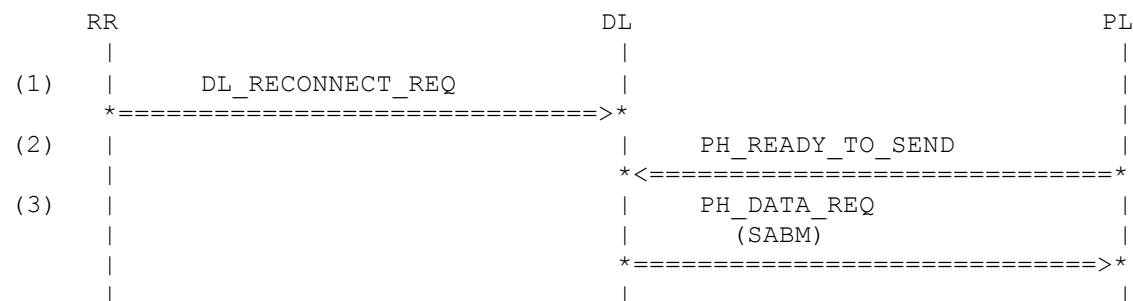 RR DL PL
| | |
(1) | DL_RECONNECT_REQ | |
*==============================>* |
(2) | | PH_READY_TO_SEND |
| *<=============================*
(3) | | PH_DATA_REQ |
| | (SABM) |
| *=============================>*
| | |